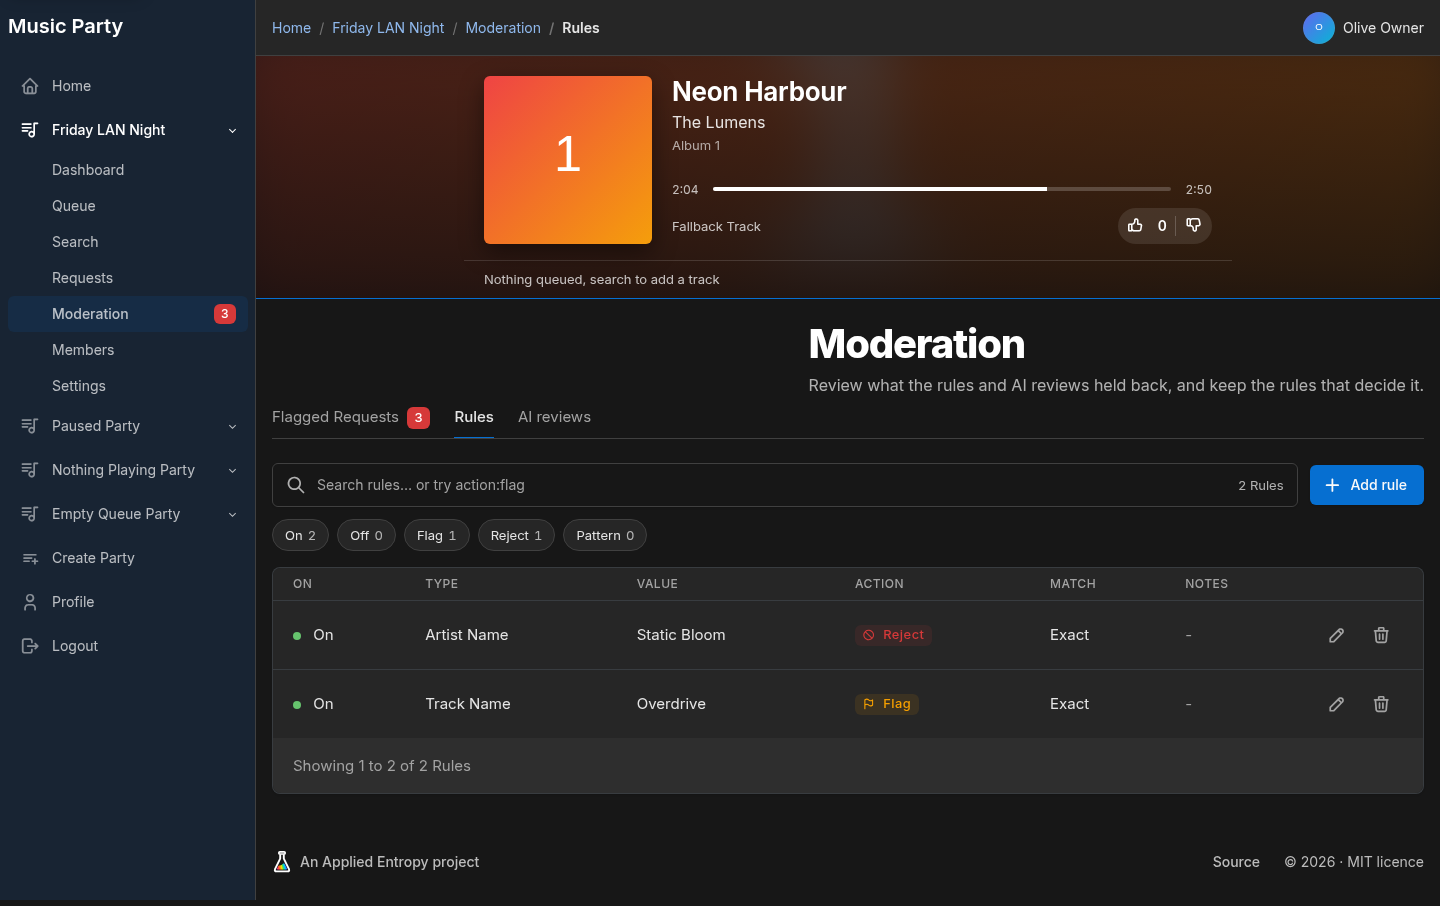 Music Party
Home
Friday LAN Night
Dashboard
Queue
Search
Requests
Moderation 3
Members
Settings
Paused Party
Nothing Playing Party
Empty Queue Party
Create Party
Profile
Logout
Home / Friday LAN Night / Moderation / Rules
O Olive Owner
1
Neon Harbour
The Lumens
Album 1
2:04 2:50
Fallback Track 0
Nothing queued, search to add a track
Moderation
Review what the rules and AI reviews held back, and keep the rules that decide it.
Flagged Requests 3 Rules AI reviews
Search rules... or try action:flag 2 Rules Add rule
On 2 Off 0 Flag 1 Reject 1 Pattern 0
ON TYPE VALUE ACTION MATCH NOTES
On Artist Name Static Bloom Reject Exact -
On Track Name Overdrive Flag Exact -
Showing 1 to 2 of 2 Rules
An Applied Entropy project Source © 2026 · MIT licence